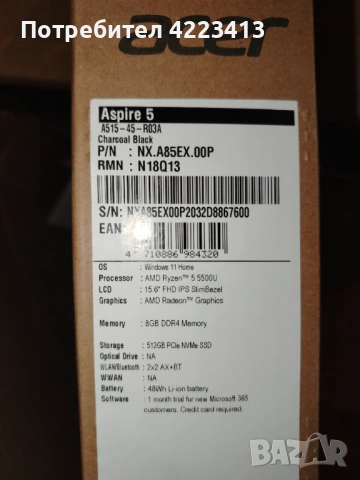 Потребител 4223413
acer
Aspire 5
A515-45-R03A
Charcoal Black
P/N : NX.A85EX.00P
RMN : N18Q13
S/N: NXA85EX00P2032D8867600
EAN
4 710886 984320
OS : Windows 11 Home
Processor : AMD Ryzen™ 5 5500U
LCD : 15.6" FHD IPS SlimBezel
Graphics : AMD Radeon™ Graphics
Memory : 8GB DDR4 Memory
Storage : 512GB PCIe NVMe SSD
Optical Drive : NA
WLAN/Bluetooth : 2x2 AX+BT
WWAN : NA
Battery : 48Wh Li-ion battery
Software : 1 month trial for new Microsoft 365
customers. Credit card required.
BAZAR